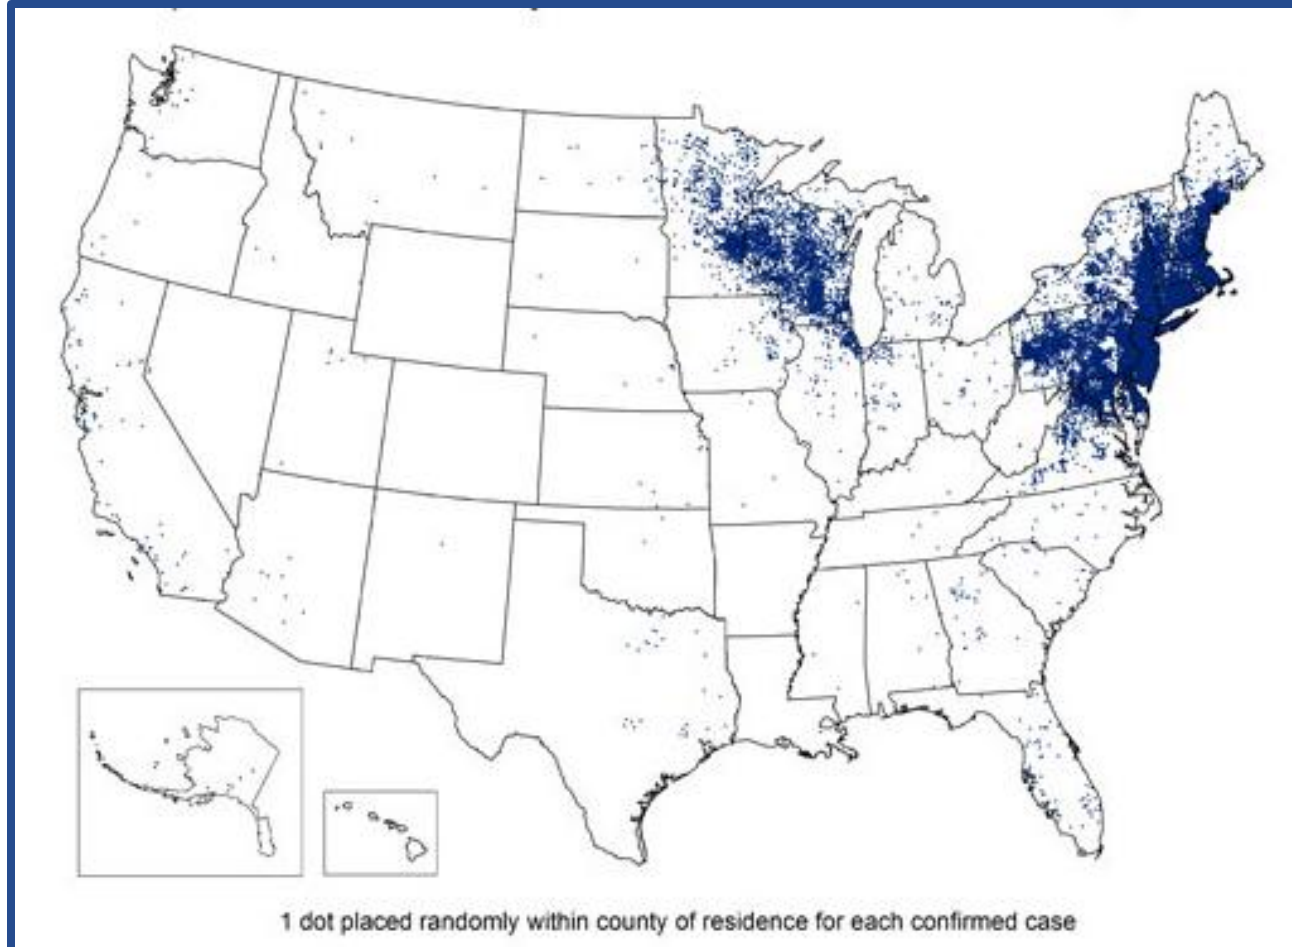 1 dot placed randomly within county of residence for each confirmed case